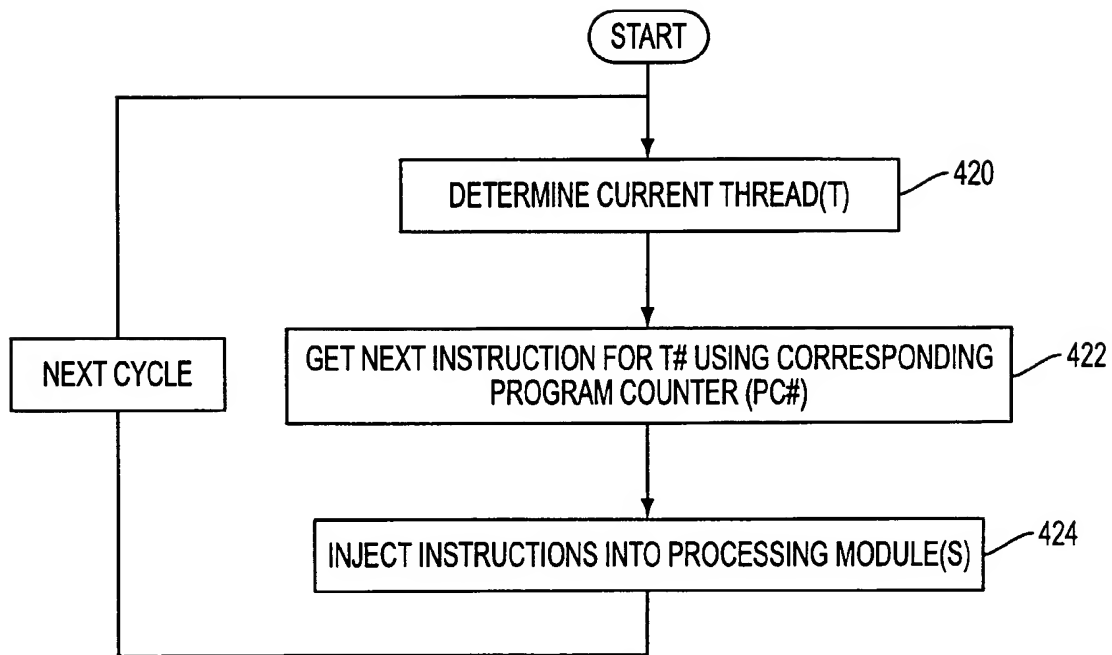 START
DETERMINE CURRENT THREAD(T)
420
GET NEXT INSTRUCTION FOR T# USING CORRESPONDING
PROGRAM COUNTER (PC#)
422
NEXT CYCLE
INJECT INSTRUCTIONS INTO PROCESSING MODULE(S)
424